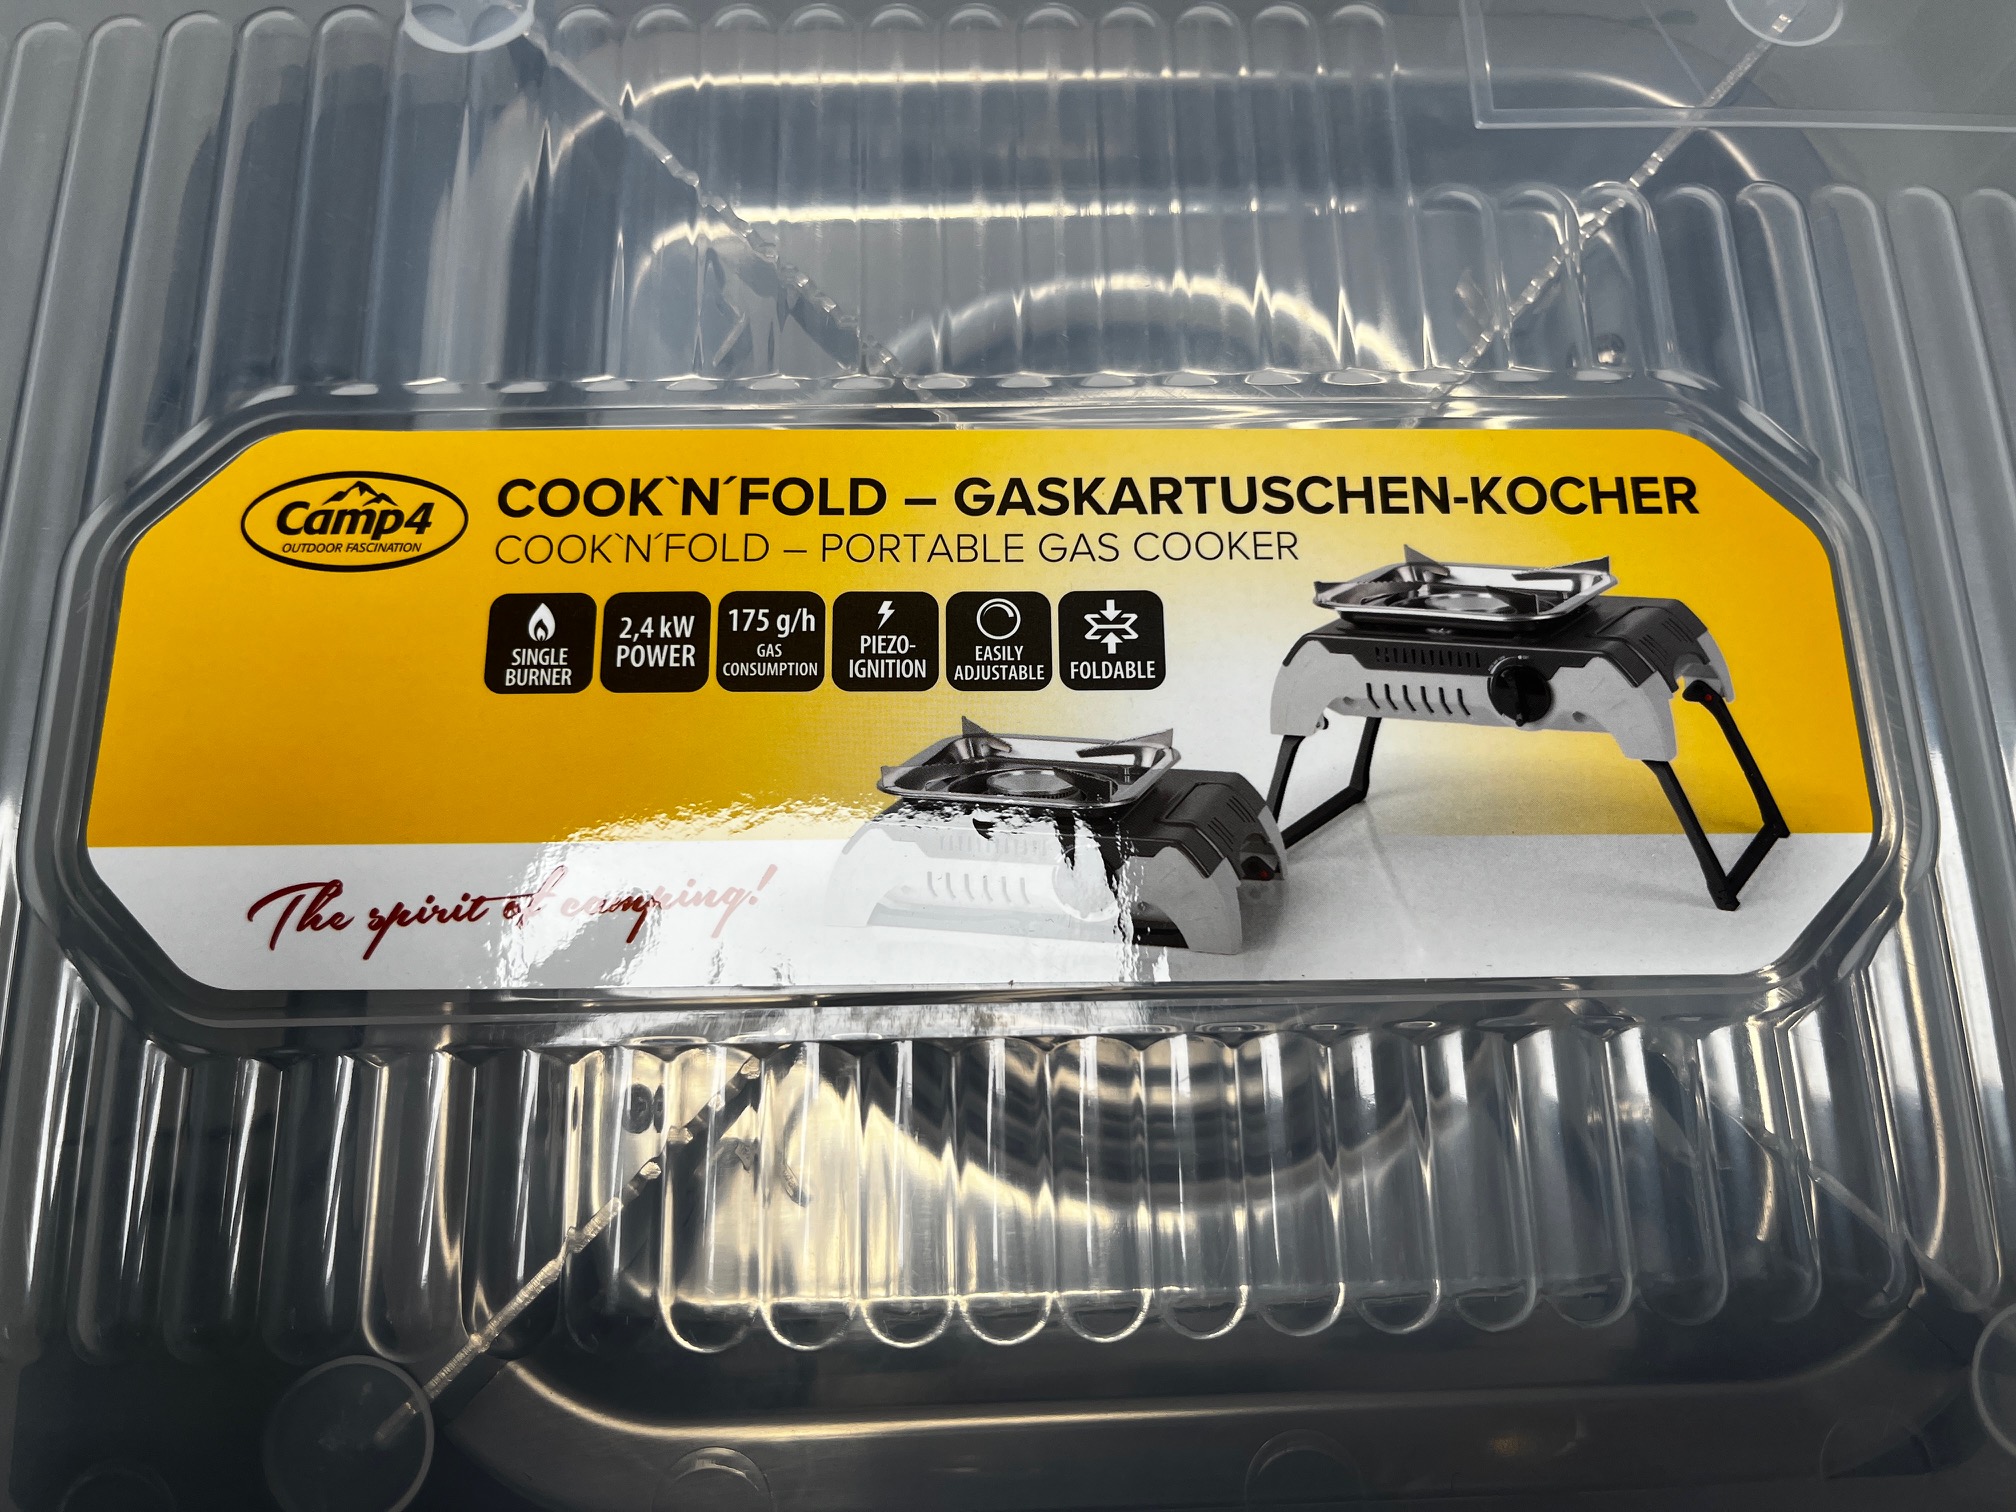 Camp4
OUTDOOR FASCINATION
COOK`N´FOLD – GASKARTUSCHEN-KOCHER
COOK`N´FOLD – PORTABLE GAS COOKER
SINGLE
BURNER
2,4 kW
POWER
175 g/h
GAS
CONSUMPTION
PIEZO-
IGNITION
EASILY
ADJUSTABLE
FOLDABLE
The spirit of camping!